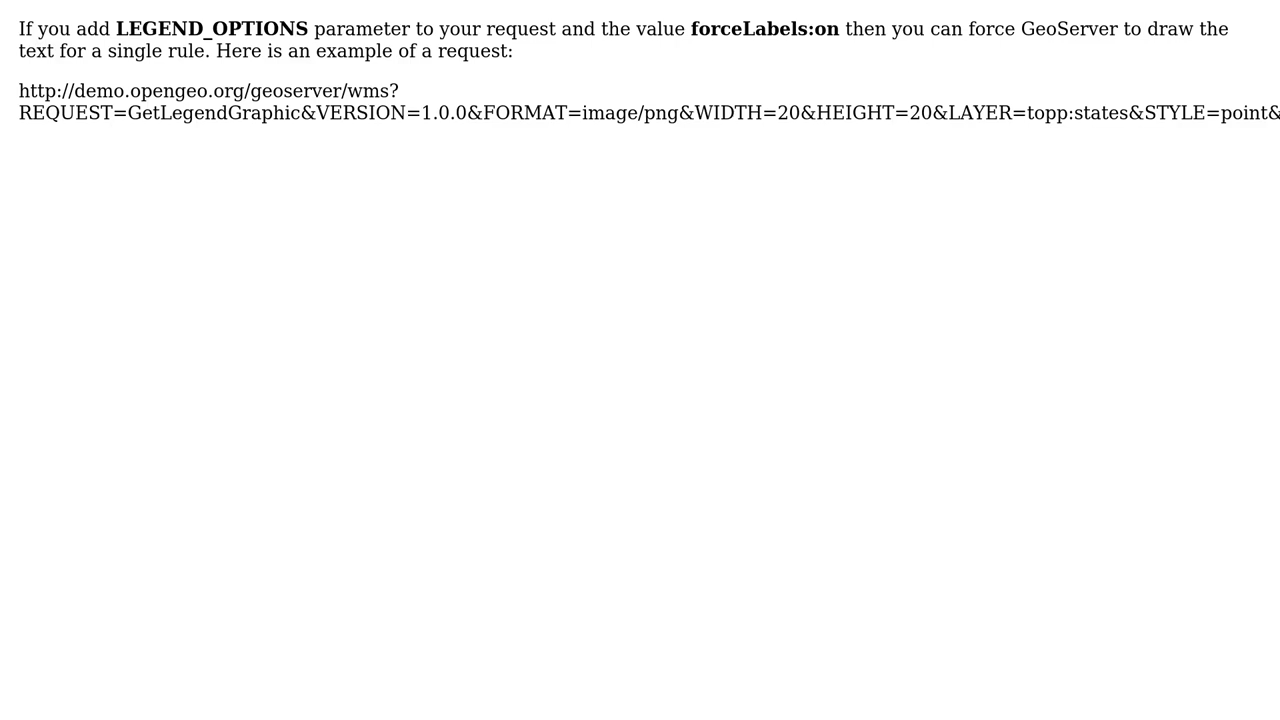 If you add LEGEND_OPTIONS parameter to your request and the value forceLabels:on then you can force GeoServer to draw the
text for a single rule. Here is an example of a request:
http://demo.opengeo.org/geoserver/wms?
REQUEST=GetLegendGraphic&VERSION=1.0.0&FORMAT=image/png&WIDTH=20&HEIGHT=20&LAYER=topp:states&STYLE=point&